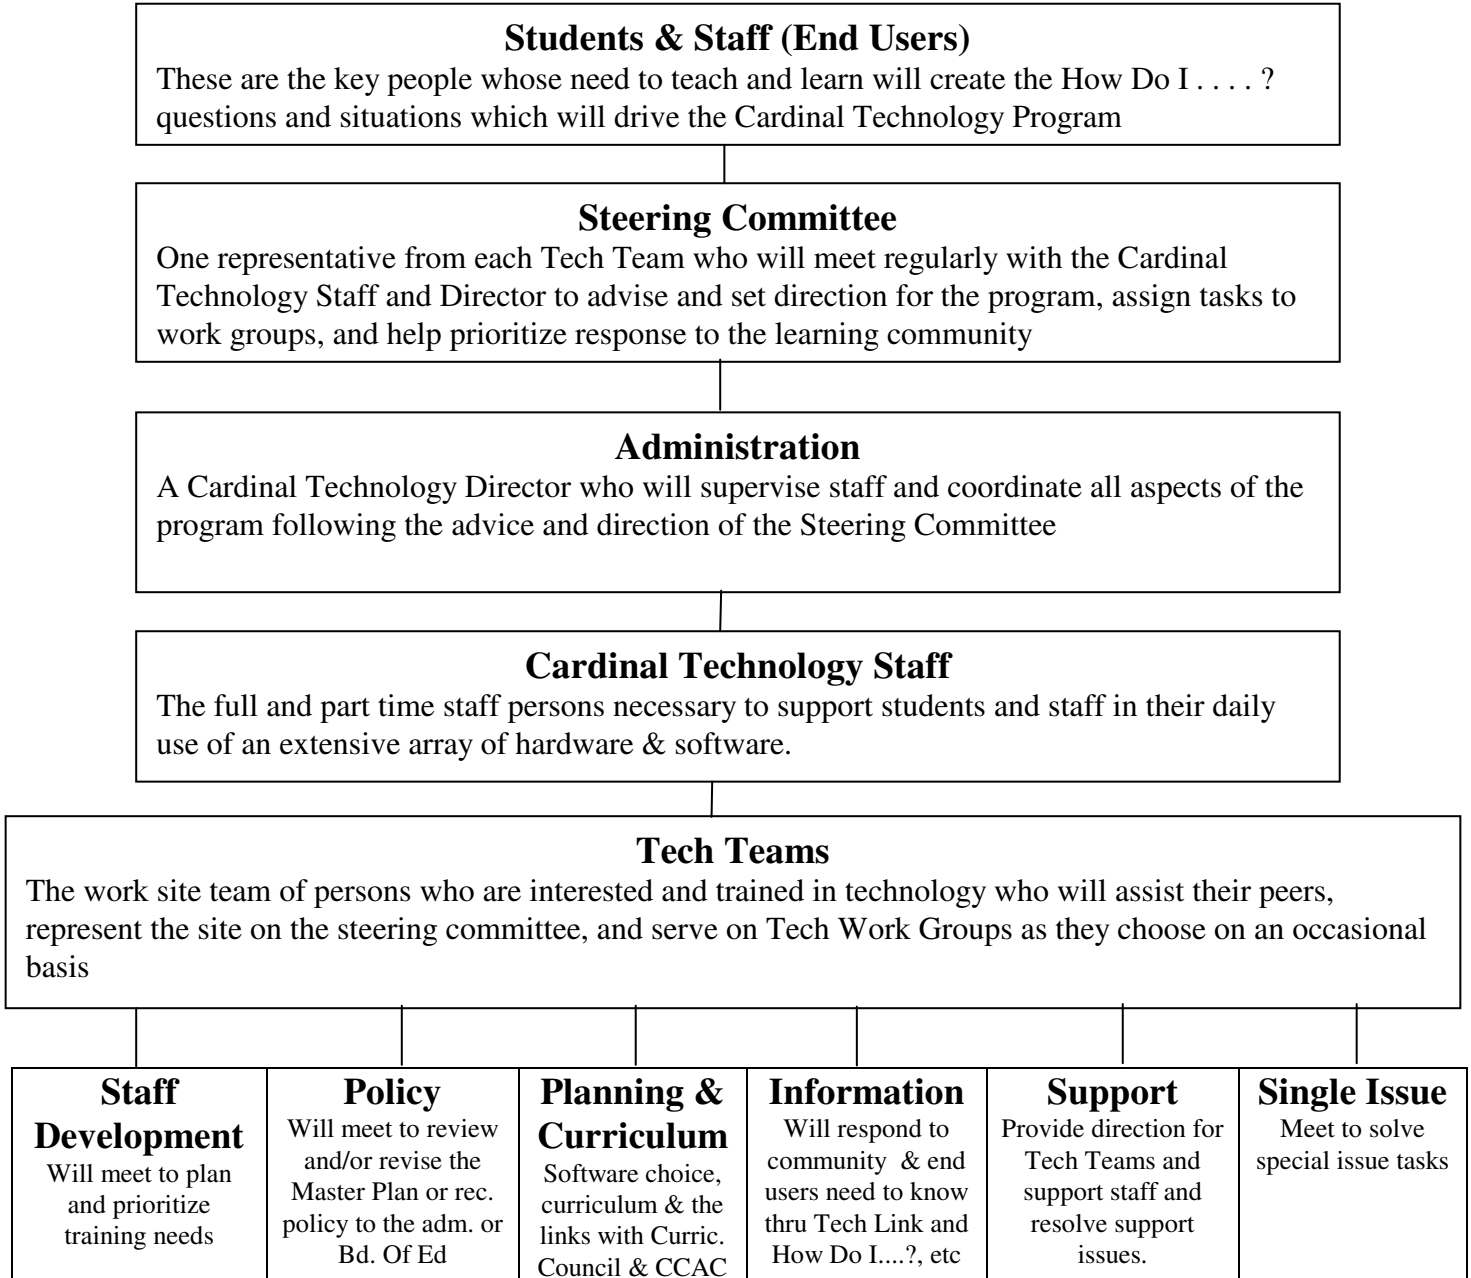 Students & Staff (End Users)
These are the key people whose need to teach and learn will create the How Do I . . . . ?
questions and situations which will drive the Cardinal Technology Program
Steering Committee
One representative from each Tech Team who will meet regularly with the Cardinal
Technology Staff and Director to advise and set direction for the program, assign tasks to
work groups, and help prioritize response to the learning community
Administration
A Cardinal Technology Director who will supervise staff and coordinate all aspects of the
program following the advice and direction of the Steering Committee
Cardinal Technology Staff
The full and part time staff persons necessary to support students and staff in their daily
use of an extensive array of hardware & software.
Tech Teams
The work site team of persons who are interested and trained in technology who will assist their peers,
represent the site on the steering committee, and serve on Tech Work Groups as they choose on an occasional
basis
Staff
Development
Will meet to plan
and prioritize
training needs
Policy
Will meet to review
and/or revise the
Master Plan or rec.
policy to the adm. or
Bd. Of Ed
Planning &
Curriculum
Software choice,
curriculum & the
links with Curric.
Council & CCAC
Information
Will respond to
community & end
users need to know
thru Tech Link and
How Do I....?, etc
Support
Provide direction for
Tech Teams and
support staff and
resolve support
issues.
Single Issue
Meet to solve
special issue tasks